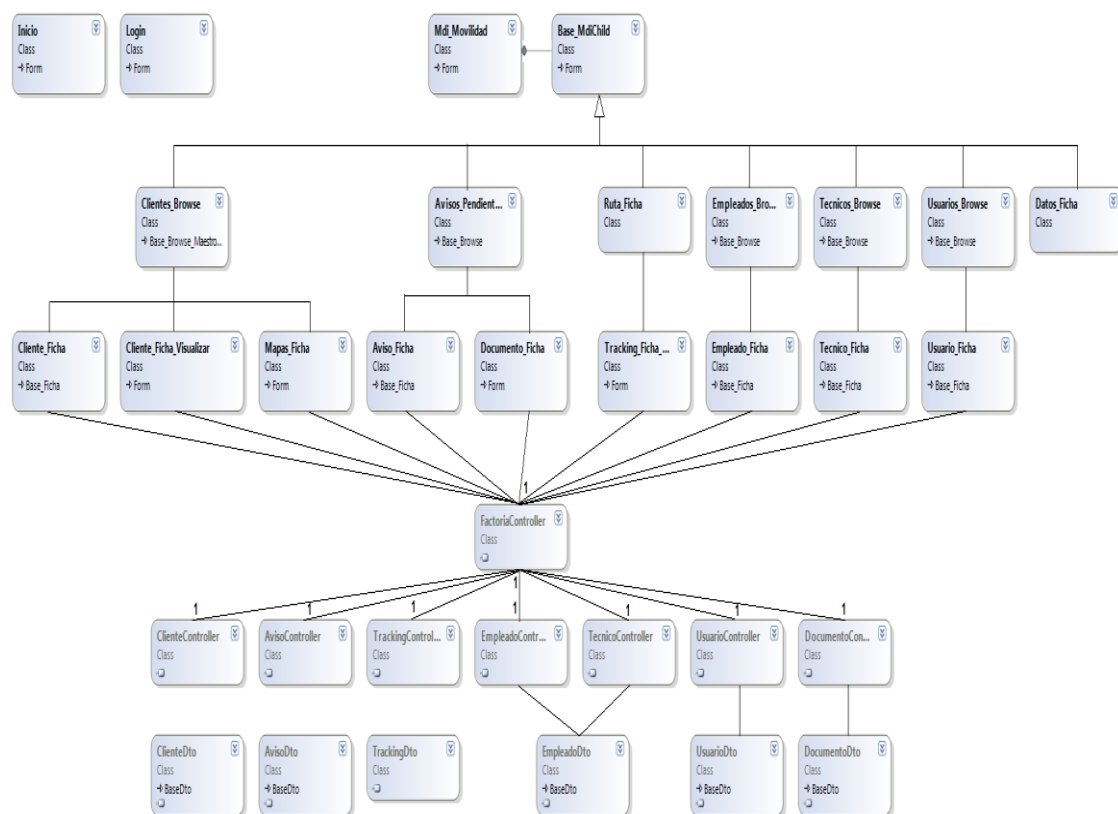 Inicio
Class
Form
Login
Class
Form
Mdi_Movilidad
Class
Form
Base_MdiChild
Class
Form
Clientes_Browse
Class
Base_Browse_Maestro...
Avisos_Pendient...
Class
Base_Browse
Ruta_Ficha
Class
Empleados_Bro...
Class
Base_Browse
Tecnicos_Browse
Class
Base_Browse
Usuarios_Browse
Class
Base_Browse
Datos_Ficha
Class
Cliente_Ficha
Class
Base_Ficha
Cliente_Ficha_Visualizar
Class
Form
Mapas_Ficha
Class
Form
Aviso_Ficha
Class
Base_Ficha
Documento_Ficha
Class
Form
Tracking_Ficha_...
Class
Form
Empleado_Ficha
Class
Base_Ficha
Tecnico_Ficha
Class
Base_Ficha
Usuario_Ficha
Class
Base_Ficha
1
FactoriaController
Class
1
1
1
1
1
1
1
1
ClienteController
Class
AvisoController
Class
TrackingControl...
Class
EmpleadoContr...
Class
TecnicoController
Class
UsuarioController
Class
DocumentoCon...
Class
ClienteDto
Class
BaseDto
AvisoDto
Class
BaseDto
TrackingDto
Class
EmpleadoDto
Class
BaseDto
UsuarioDto
Class
BaseDto
DocumentoDto
Class
BaseDto